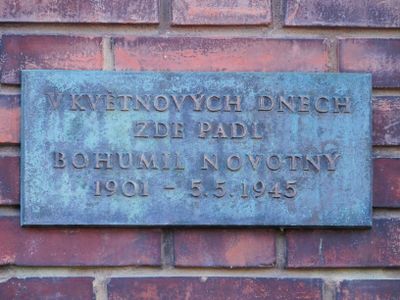 V KVĚTNOVÝCH DNECH
ZDE PADL
BOHUMIL NOVOTNÝ
1901 - 5.5.1945